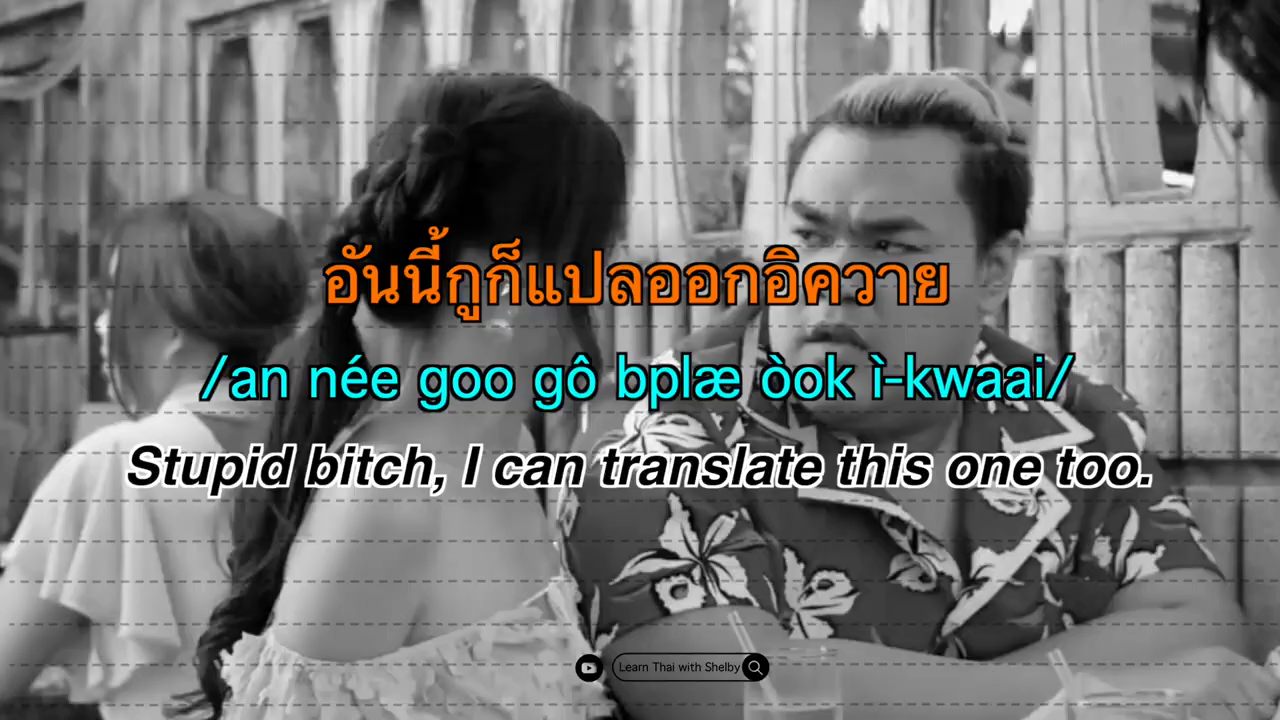 อันนี้กูก็แปลออกอิควาย
/an née goo gô bplæ òok ì-kwaai/
Stupid bitch, I can translate this one too.
Learn Thai with Shelby